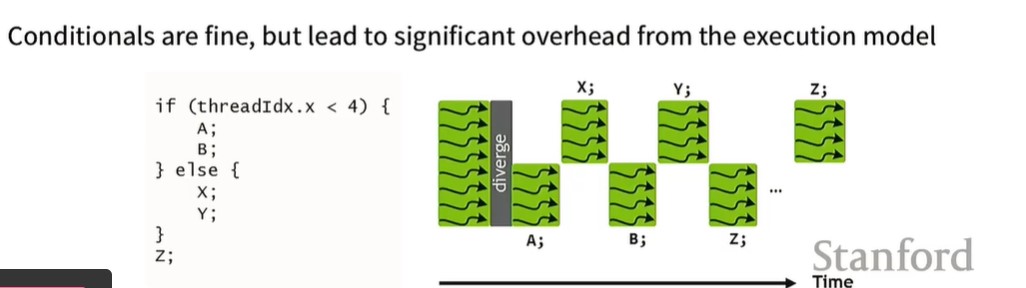 Conditionals are fine, but lead to significant overhead from the execution model
if (threadIdx.x < 4) {
A;
B;
} else {
X;
Y;
}
Z;
diverge
X;
Y;
Z;
A;
B;
Z;
...
Stanford
Time